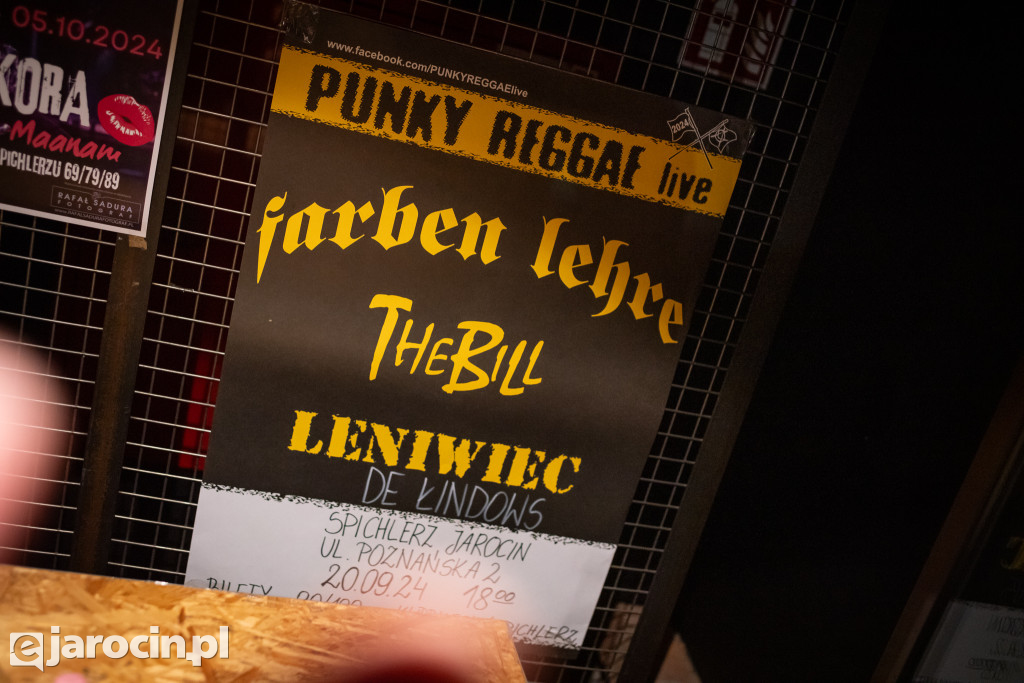 05.10.2024
KORA
Maanam
SPICHLERZU 69/79/89
RAFAŁ SADURA
FOTOGRAF
www.facebook.com/PUNKYREGGAElive
PUNKY REGGAE live
2024
farben lehre
THE BILL
LENIWIEC
DE ŁINDOWS
SPICHLERZ JAROCIN
UL. POZNAŃSKA 2
20.09.24 18⁰⁰
BILETY
SPICHLERZ
ejarocin.pl